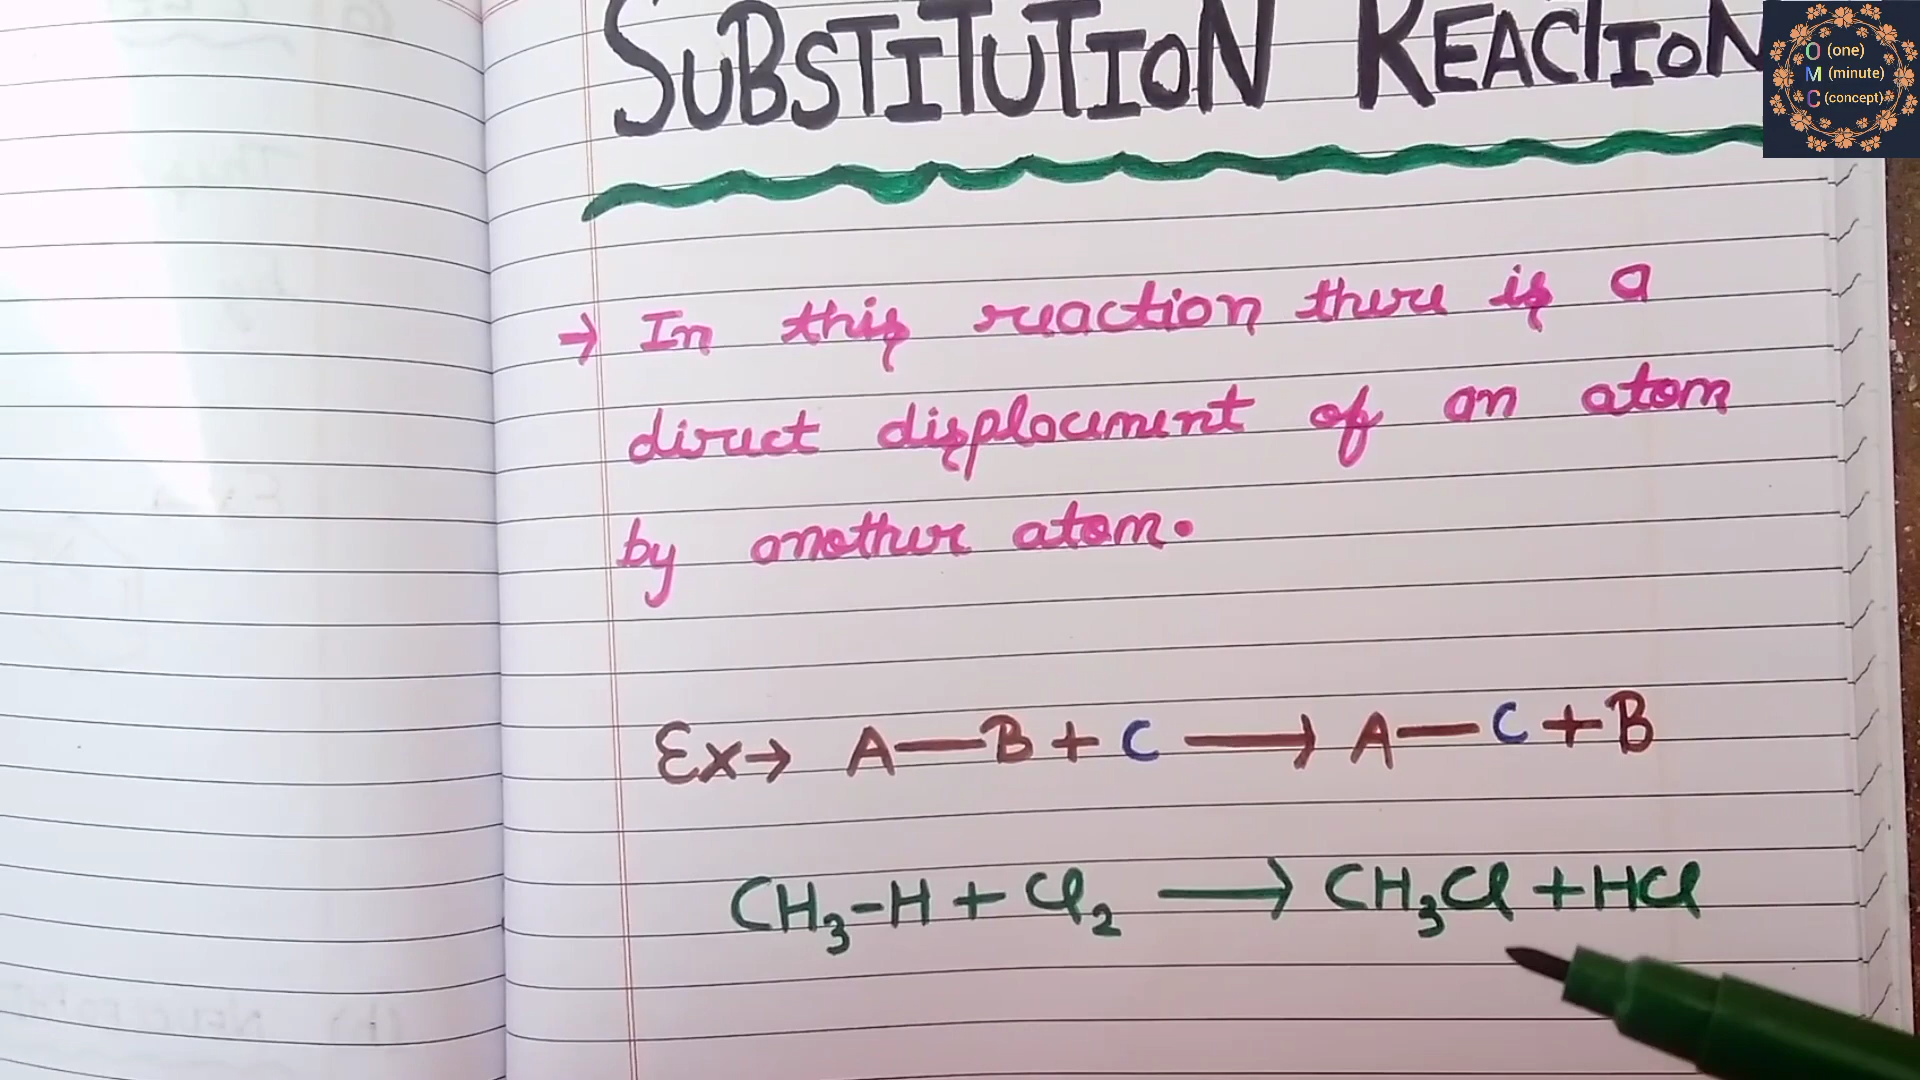 SUBSTITUTION REACTION
O (one)
M (minute)
C (concept)
→ In this reaction there is a
direct displacement of an atom
by another atom.
Ex→ A—B + C ⟶ A—C + B
CH₃-H + Cl₂ ⟶ CH₃Cl + HCl